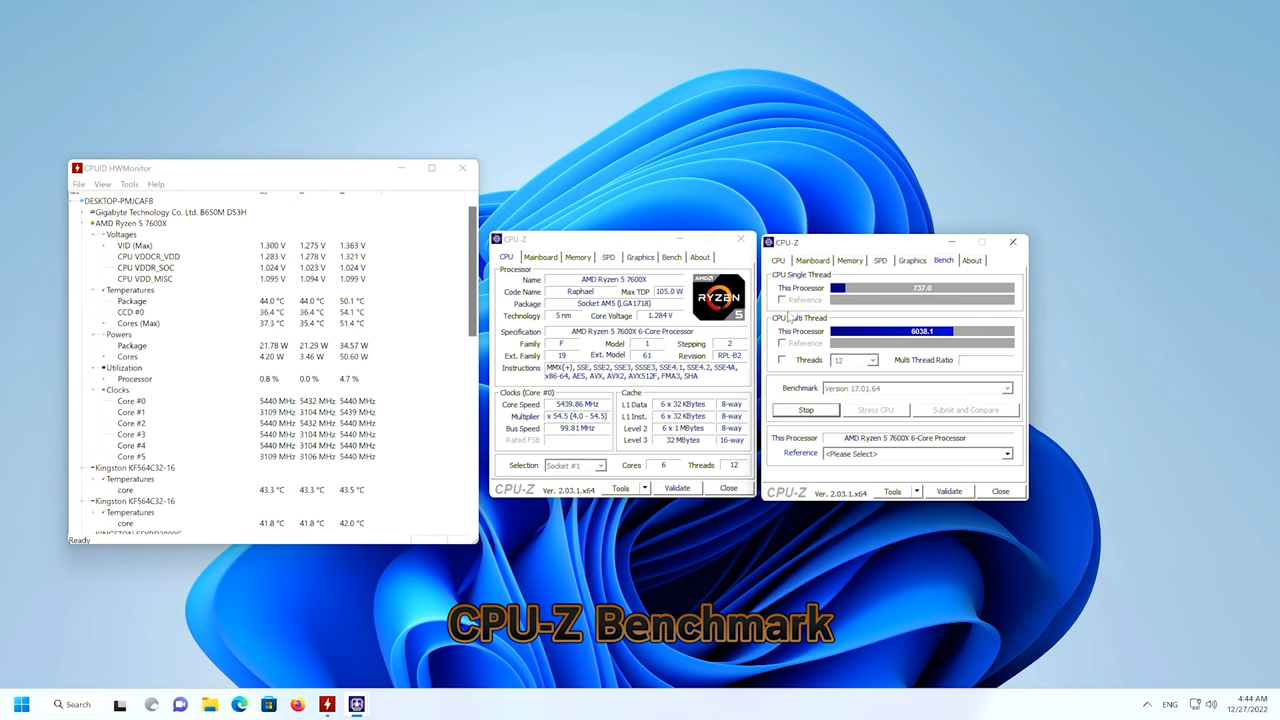 CPUID HWMonitor
File View Tools Help
DESKTOP-PMJCAFB
Gigabyte Technology Co. Ltd. B650M DS3H
AMD Ryzen 5 7600X
Voltages
VID (Max) 1.300 V 1.275 V 1.363 V
CPU VDDCR_VDD 1.283 V 1.278 V 1.321 V
CPU VDDR_SOC 1.024 V 1.023 V 1.024 V
CPU VDD_MISC 1.095 V 1.094 V 1.099 V
Temperatures
Package 44.0 °C 44.0 °C 50.1 °C
CCD #0 36.4 °C 36.4 °C 54.1 °C
Cores (Max) 37.3 °C 35.4 °C 51.4 °C
Powers
Package 21.78 W 21.29 W 34.57 W
Cores 4.20 W 3.46 W 50.60 W
Utilization
Processor 0.8 % 0.0 % 4.7 %
Clocks
Core #0 5440 MHz 5432 MHz 5440 MHz
Core #1 3109 MHz 3104 MHz 5439 MHz
Core #2 5440 MHz 5432 MHz 5440 MHz
Core #3 5440 MHz 3104 MHz 5440 MHz
Core #4 5440 MHz 3104 MHz 5440 MHz
Core #5 3109 MHz 3106 MHz 5440 MHz
Kingston KF564C32-16
Temperatures
core 43.3 °C 43.3 °C 43.5 °C
Kingston KF564C32-16
Temperatures
core 41.8 °C 41.8 °C 42.0 °C
Ready
CPU-Z
CPU Mainboard Memory SPD Graphics Bench About
Processor
Name AMD Ryzen 5 7600X
Code Name Raphael Max TDP 105.0 W
Package Socket AM5 (LGA1718)
Technology 5 nm Core Voltage 1.284 V
AMD
RYZEN
5
Specification AMD Ryzen 5 7600X 6-Core Processor
Family F Model 1 Stepping 2
Ext. Family 19 Ext. Model 61 Revision RPL-B2
Instructions MMX(+), SSE, SSE2, SSE3, SSSE3, SSE4.1, SSE4.2, SSE4A,
x86-64, AES, AVX, AVX2, AVX512F, FMA3, SHA
Clocks (Core #0)
Core Speed 5439.86 MHz
Multiplier x 54.5 (4.0 - 54.5)
Bus Speed 99.81 MHz
Rated FSB
Cache
L1 Data 6 x 32 KBytes 8-way
L1 Inst. 6 x 32 KBytes 8-way
Level 2 6 x 1 MBytes 8-way
Level 3 32 MBytes 16-way
Selection Socket #1 Cores 6 Threads 12
CPU-Z Ver. 2.03.1.x64 Tools Validate Close
CPU-Z
CPU Mainboard Memory SPD Graphics Bench About
CPU Single Thread
This Processor 737.0
Reference
CPU Multi Thread
This Processor 6038.1
Reference
Threads 12 Multi Thread Ratio
Benchmark Version 17.01.64
Stop Stress CPU Submit and Compare
This Processor AMD Ryzen 5 7600X 6-Core Processor
Reference <Please Select>
CPU-Z Ver. 2.03.1.x64 Tools Validate Close
CPU-Z Benchmark
Search
ENG
4:44 AM
12/27/2022